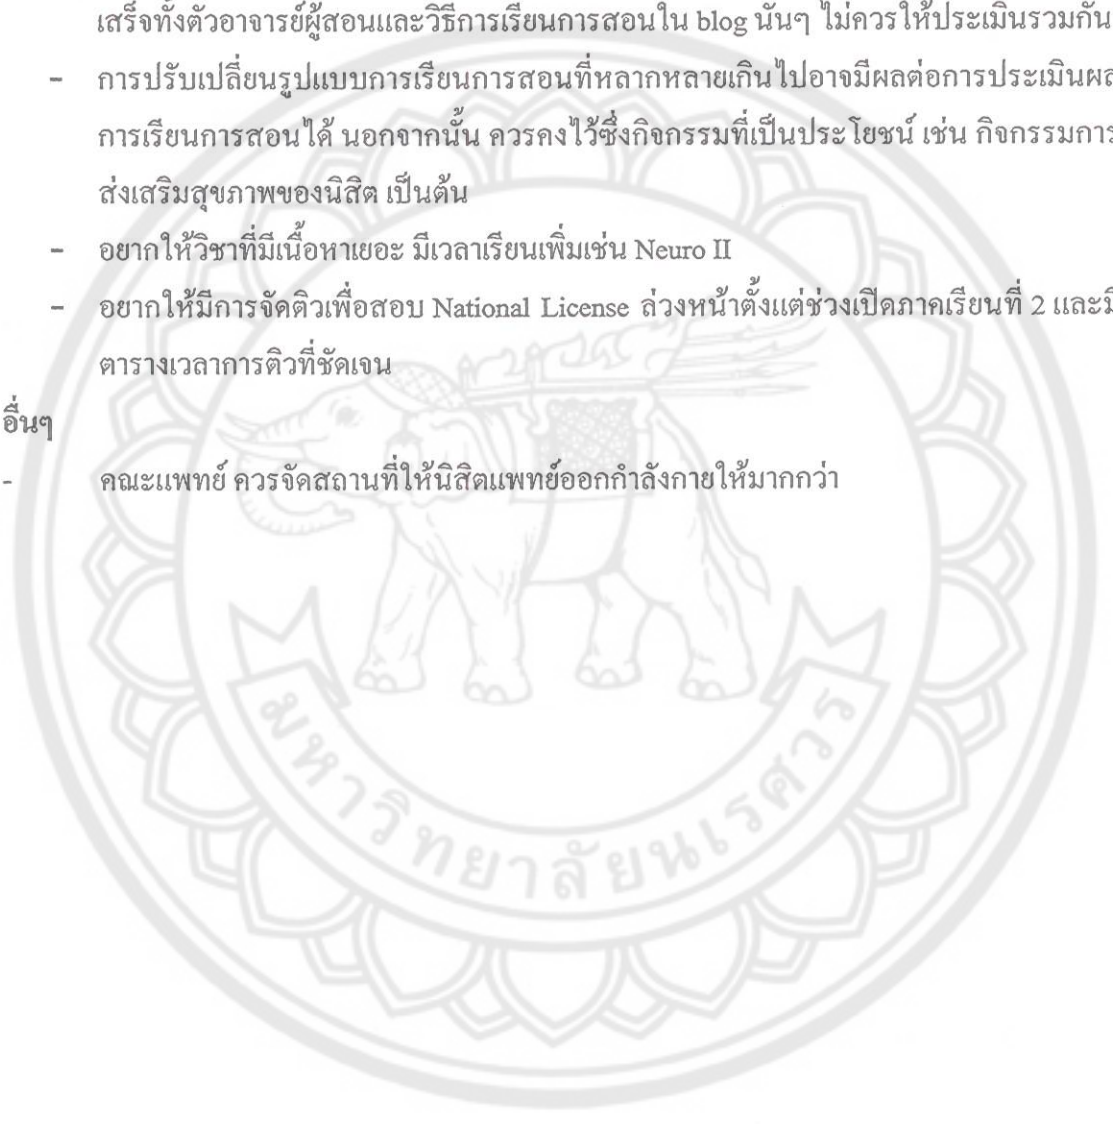 เสร็จทั้งตัวอาจารย์ผู้สอนและวิธีการเรียนการสอนใน blog นั้นๆ ไม่ควรให้ประเมินรวมกัน
- การปรับเปลี่ยนรูปแบบการเรียนการสอนที่หลากหลายเกินไปอาจมีผลต่อการประเมินผล
การเรียนการสอนได้ นอกจากนั้น ควรคงไว้ซึ่งกิจกรรมที่เป็นประโยชน์ เช่น กิจกรรมการ
ส่งเสริมสุขภาพของนิสิต เป็นต้น
- อยากให้วิชาที่มีเนื้อหาเยอะ มีเวลาเรียนเพิ่มเช่น Neuro II
- อยากให้มีการจัดติวเพื่อสอบ National License ล่วงหน้าตั้งแต่ช่วงเปิดภาคเรียนที่ 2 และมี
ตารางเวลาการติวที่ชัดเจน
อื่นๆ
- คณะแพทย์ ควรจัดสถานที่ให้นิสิตแพทย์ออกกำลังกายให้มากกว่า
มหาวิทยาลัยนเรศวร